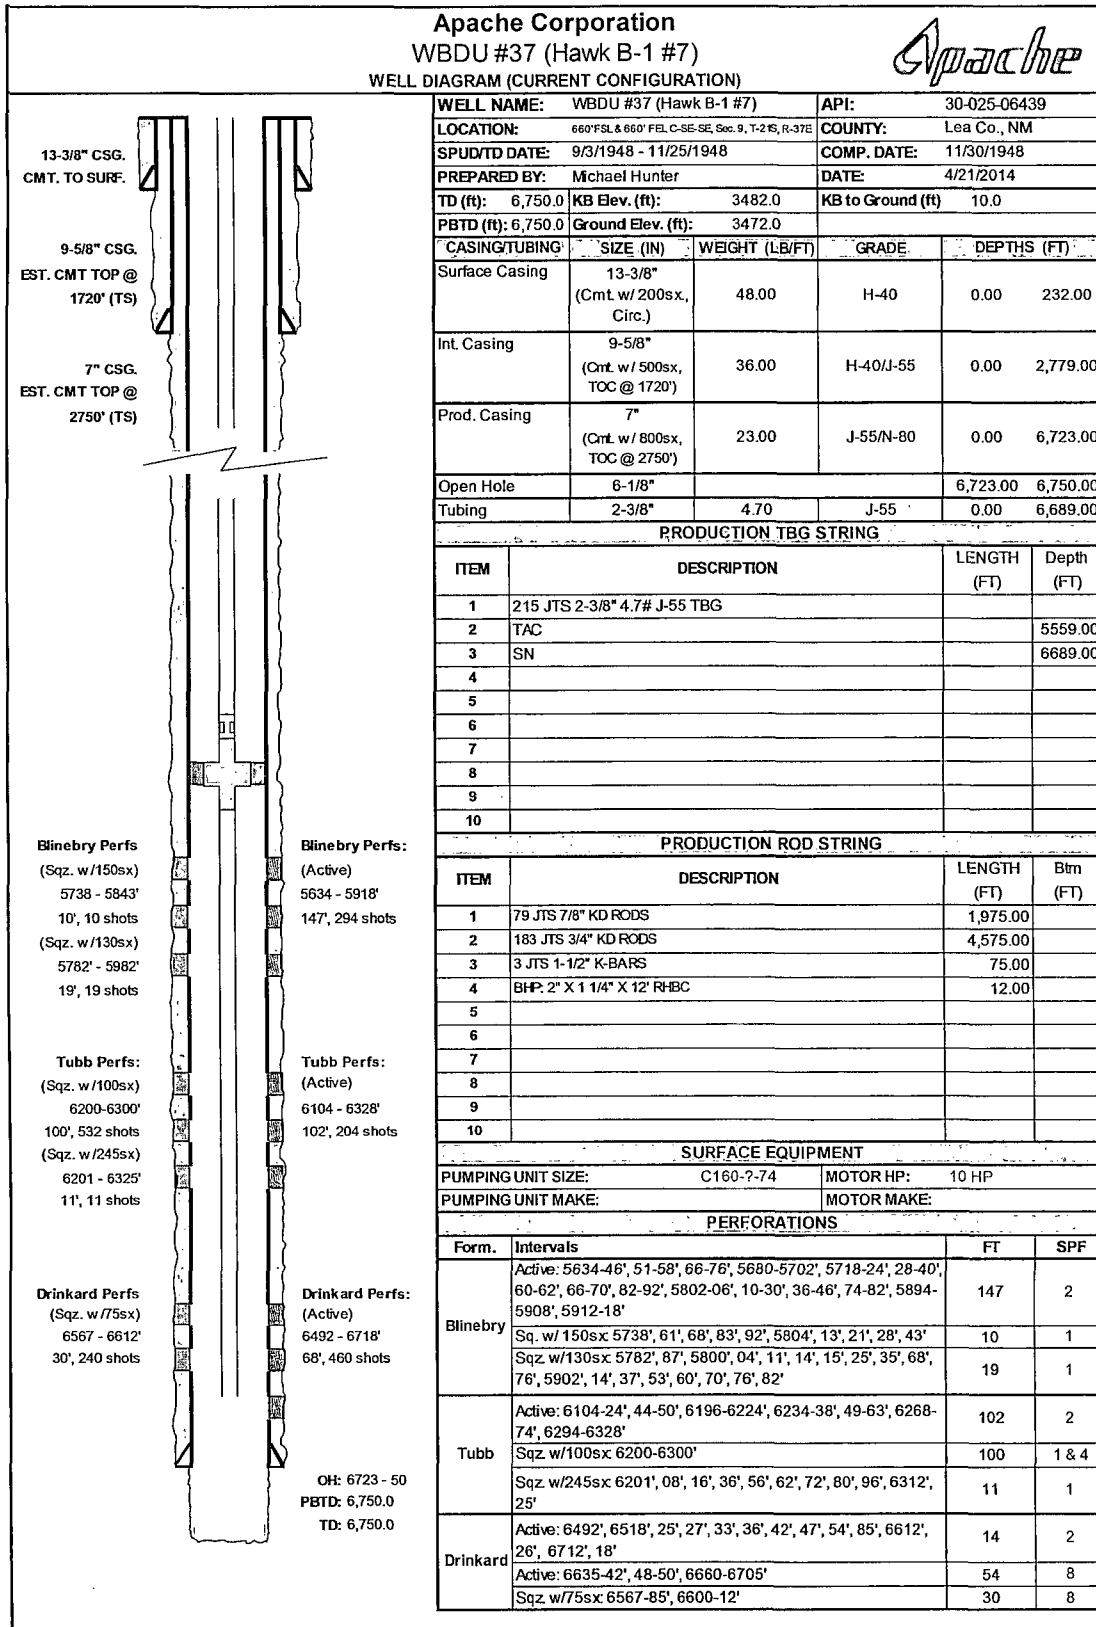 Apache Corporation
WBDU #37 (Hawk B-1 #7)
WELL DIAGRAM (CURRENT CONFIGURATION)
Apache
WELL NAME: WBDU #37 (Hawk B-1 #7) API: 30-025-06439
LOCATION: 660'FSL & 660' FEL C-SE-SE, Sec. 9, T-21S, R-37E COUNTY: Lea Co., NM
SPUD/TD DATE: 9/3/1948 - 11/25/1948 COMP. DATE: 11/30/1948
PREPARED BY: Michael Hunter DATE: 4/21/2014
TD (ft): 6,750.0 KB Elev. (ft): 3482.0 KB to Ground (ft) 10.0
PBTD (ft): 6,750.0 Ground Elev. (ft): 3472.0
CASING/TUBING SIZE (IN) WEIGHT (LB/FT) GRADE DEPTHS (FT)
Surface Casing 13-3/8" (Cmt. w/ 200sx, Circ.) 48.00 H-40 0.00 232.00
Int. Casing 9-5/8" (Cmt. w/ 500sx, TOC @ 1720') 36.00 H-40/J-55 0.00 2,779.00
Prod. Casing 7" (Cmt. w/ 800sx, TOC @ 2750') 23.00 J-55/N-80 0.00 6,723.00
Open Hole 6-1/8" 6,723.00 6,750.00
Tubing 2-3/8" 4.70 J-55 0.00 6,689.00
PRODUCTION TBG STRING
ITEM DESCRIPTION LENGTH (FT) Depth (FT)
1 215 JTS 2-3/8" 4.7# J-55 TBG
2 TAC 5559.00
3 SN 6689.00
4
5
6
7
8
9
10
PRODUCTION ROD STRING
ITEM DESCRIPTION LENGTH (FT) Btm (FT)
1 79 JTS 7/8" KD RODS 1,975.00
2 183 JTS 3/4" KD RODS 4,575.00
3 3 JTS 1-1/2" K-BARS 75.00
4 BHP: 2" X 1 1/4" X 12' RHBC 12.00
5
6
7
8
9
10
SURFACE EQUIPMENT
PUMPING UNIT SIZE: C160-?-74 MOTOR HP: 10 HP
PUMPING UNIT MAKE: MOTOR MAKE:
PERFORATIONS
Form. Intervals FT SPF
Blinebry
Active: 5634-46', 51-58', 66-76', 5680-5702', 5718-24', 28-40',
60-62', 66-70', 82-92', 5802-06', 10-30', 36-46', 74-82', 5894-
5908', 5912-18' 147 2
Sq. w/ 150sx: 5738', 61', 68', 83', 92', 5804', 13', 21', 28', 43' 10 1
Sqz. w/130sx: 5782', 87', 5800', 04', 11', 14', 15', 25', 35', 68',
76', 5902', 14', 37', 53', 60', 70', 76', 82' 19 1
Tubb
Active: 6104-24', 44-50', 6196-6224', 6234-38', 49-63', 6268-
74', 6294-6328' 102 2
Sqz. w/100sx: 6200-6300' 100 1 & 4
Sqz. w/245sx: 6201', 08', 16', 36', 56', 62', 72', 80', 96', 6312',
25' 11 1
Drinkard
Active: 6492', 6518', 25', 27', 33', 36', 42', 47', 54', 85', 6612',
26', 6712', 18' 14 2
Active: 6635-42', 48-50', 6660-6705' 54 8
Sqz. w/75sx: 6567-85', 6600-12' 30 8
13-3/8" CSG.
CMT. TO SURF.
9-5/8" CSG.
EST. CMT TOP @
1720' (TS)
7" CSG.
EST. CMT TOP @
2750' (TS)
Blinebry Perfs
(Sqz. w/150sx)
5738 - 5843'
10', 10 shots
(Sqz. w/130sx)
5782' - 5982'
19', 19 shots
Blinebry Perfs:
(Active)
5634 - 5918'
147', 294 shots
Tubb Perfs:
(Sqz. w/100sx)
6200-6300'
100', 532 shots
(Sqz. w/245sx)
6201 - 6325'
11', 11 shots
Tubb Perfs:
(Active)
6104 - 6328'
102', 204 shots
Drinkard Perfs
(Sqz. w/75sx)
6567 - 6612'
30', 240 shots
Drinkard Perfs:
(Active)
6492 - 6718'
68', 460 shots
OH: 6723 - 50
PBTD: 6,750.0
TD: 6,750.0